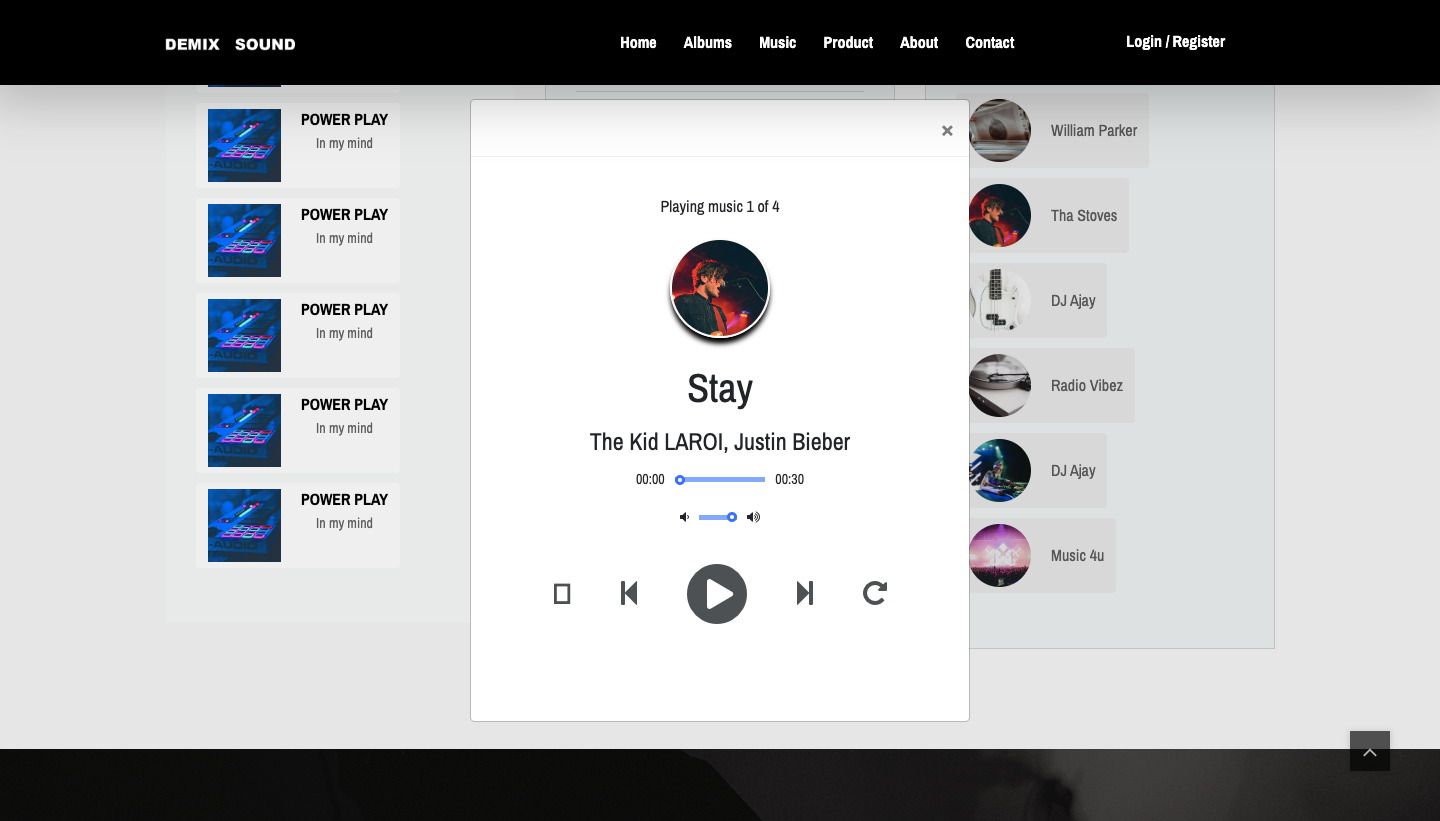 DEMIX SOUND
Home Albums Music Product About Contact
Login / Register
POWER PLAY
In my mind
POWER PLAY
In my mind
POWER PLAY
In my mind
POWER PLAY
In my mind
POWER PLAY
In my mind
×
Playing music 1 of 4
Stay
The Kid LAROI, Justin Bieber
00:00 00:30
William Parker
Tha Stoves
DJ Ajay
Radio Vibez
DJ Ajay
Music 4u